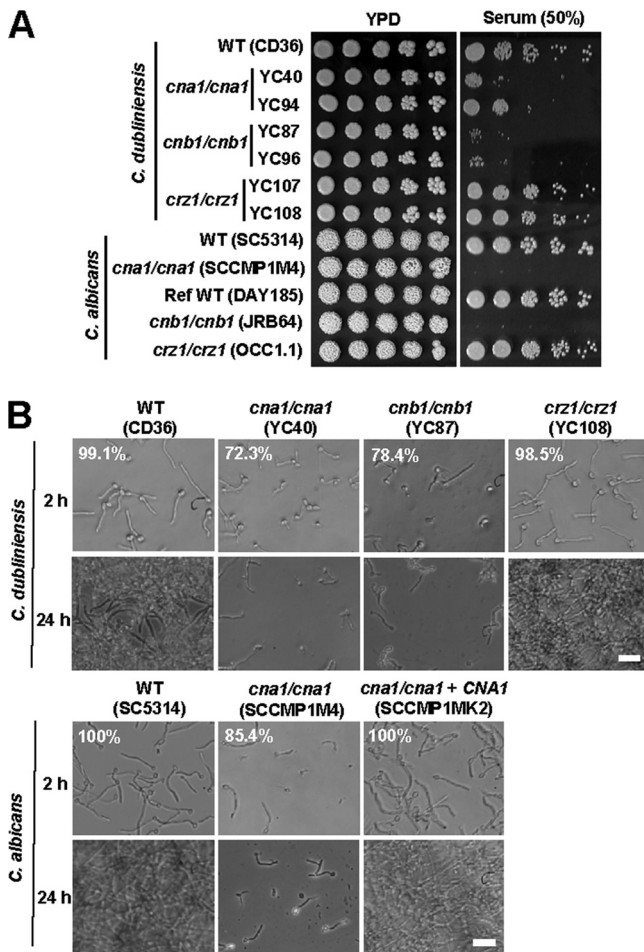 A
YPD
Serum (50%)
C. dubliniensis
WT (CD36)
cna1/cna1
YC40
YC94
cnb1/cnb1
YC87
YC96
crz1/crz1
YC107
YC108
C. albicans
WT (SC5314)
cna1/cna1 (SCCMP1M4)
Ref WT (DAY185)
cnb1/cnb1 (JRB64)
crz1/crz1 (OCC1.1)
B
WT
(CD36)
cna1/cna1
(YC40)
cnb1/cnb1
(YC87)
crz1/crz1
(YC108)
C. dubliniensis
2 h
99.1%
72.3%
78.4%
98.5%
24 h
WT
(SC5314)
cna1/cna1
(SCCMP1M4)
cna1/cna1 + CNA1
(SCCMP1MK2)
C. albicans
2 h
100%
85.4%
100%
24 h